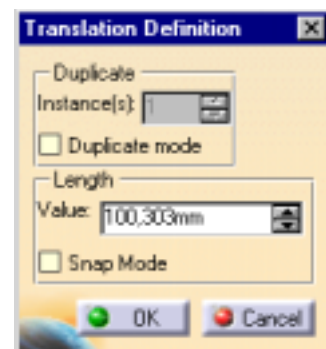 Translation Definition
Duplicate
Instance(s): 1
Duplicate mode
Length
Value: 100,303mm
Snap Mode
OK Cancel